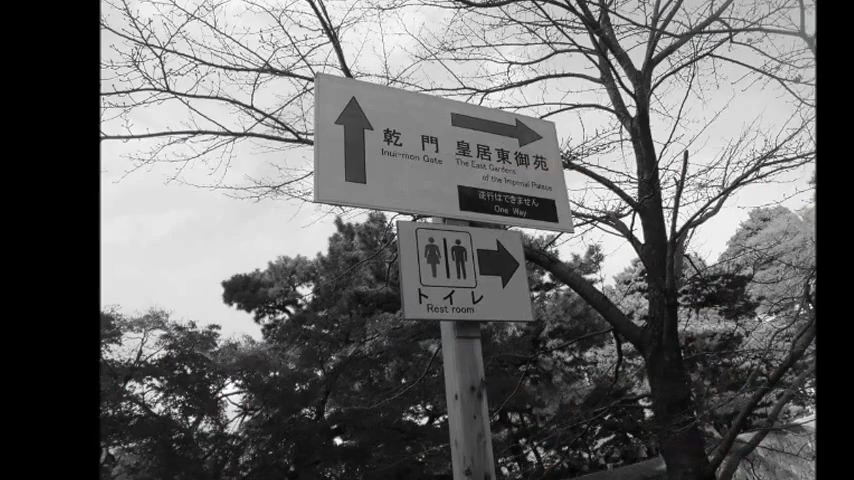 乾門
Inui-mon Gate
皇居東御苑
The East Gardens
of the Imperial Palace
逆行はできません
One Way
トイレ
Rest room